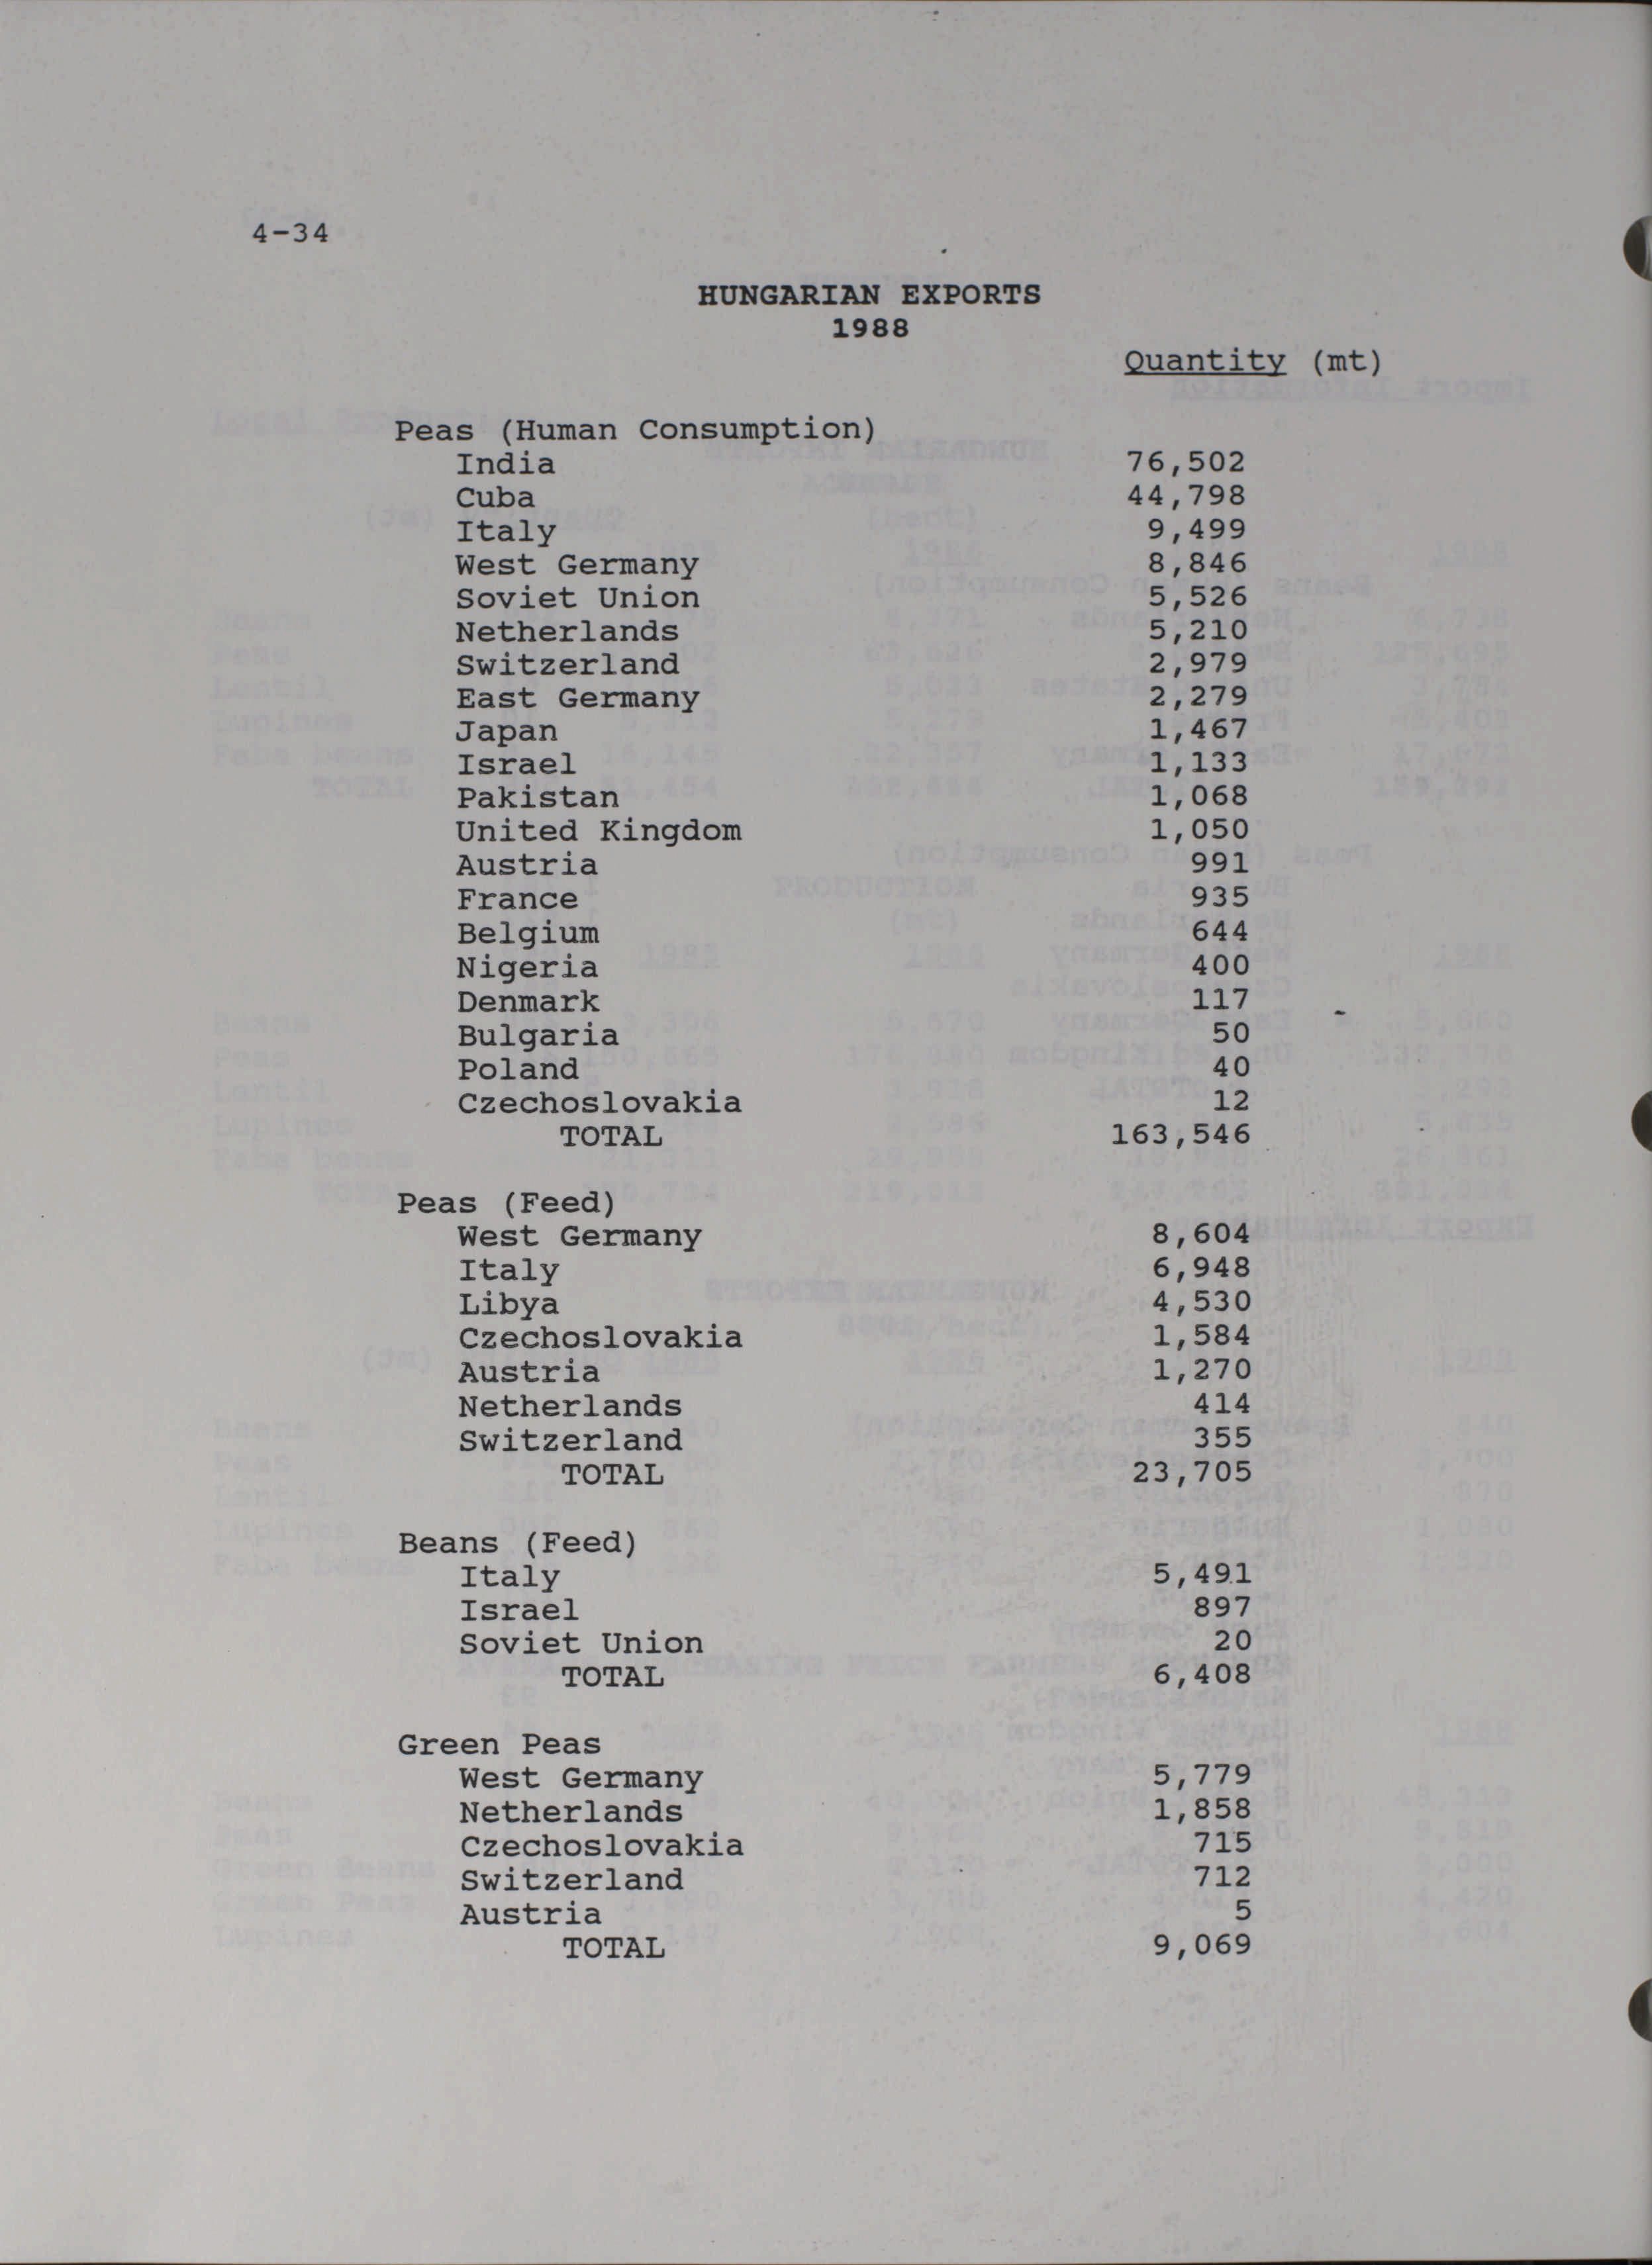 4-34
HUNGARIAN EXPORTS
1988
Quantity (mt)
Peas (Human Consumption)
India 76,502
Cuba 44,798
Italy 9,499
West Germany 8,846
Soviet Union 5,526
Netherlands 5,210
Switzerland 2,979
East Germany 2,279
Japan 1,467
Israel 1,133
Pakistan 1,068
United Kingdom 1,050
Austria 991
France 935
Belgium 644
Nigeria 400
Denmark 117
Bulgaria 50
Poland 40
Czechoslovakia 12
TOTAL 163,546
Peas (Feed)
West Germany 8,604
Italy 6,948
Libya 4,530
Czechoslovakia 1,584
Austria 1,270
Netherlands 414
Switzerland 355
TOTAL 23,705
Beans (Feed)
Italy 5,491
Israel 897
Soviet Union 20
TOTAL 6,408
Green Peas
West Germany 5,779
Netherlands 1,858
Czechoslovakia 715
Switzerland 712
Austria 5
TOTAL 9,069